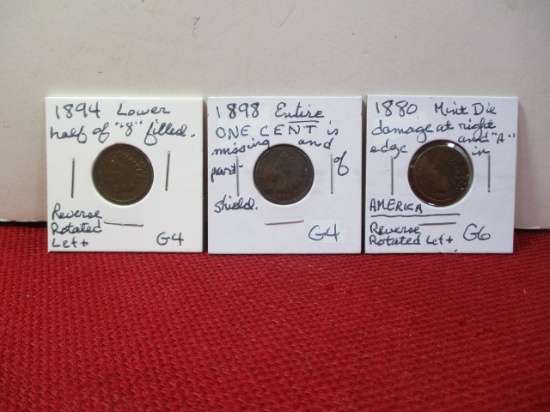 1894 Lower
half of "8" filled.
Reverse
Rotated
Left
G4
1898 Entire
ONE CENT is
missing and
part of
shield.
G4
1880 Mint Die
damage at right
edge and "A"
in
AMERICA
Reverse
Rotated Left
G6